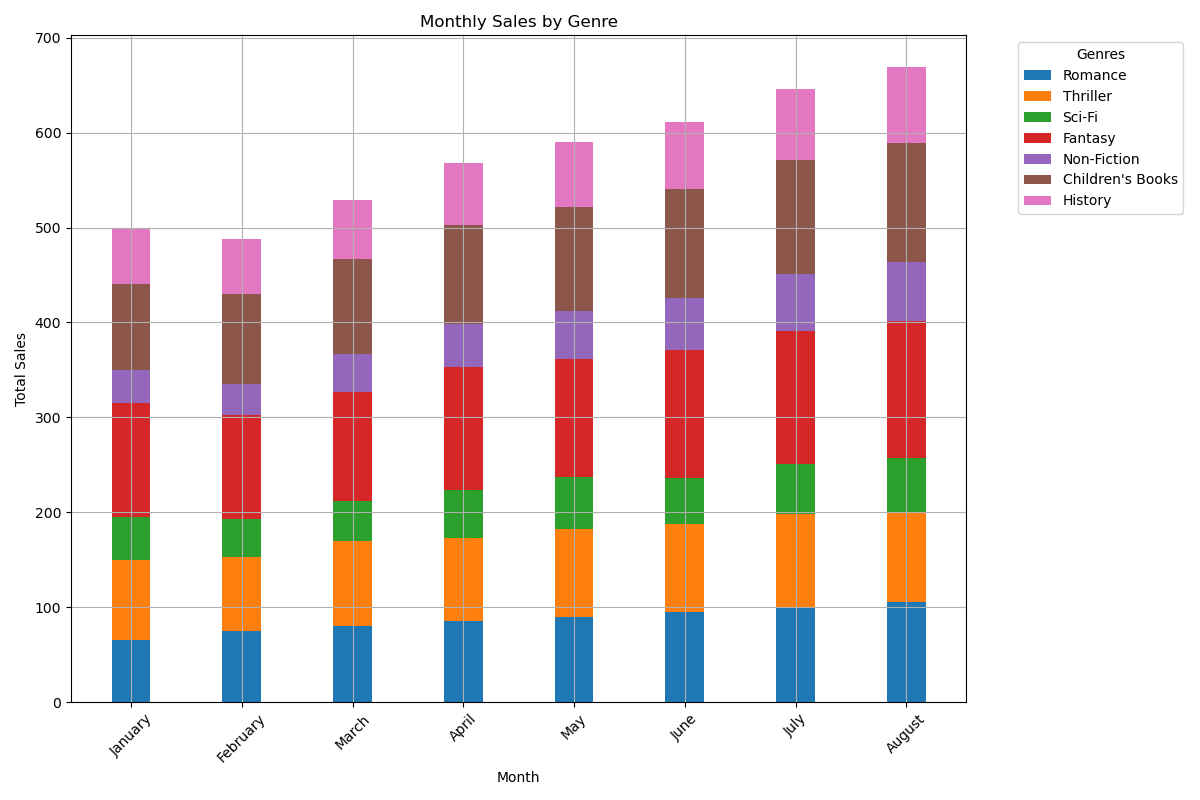 Monthly Sales by Genre
Genres
Romance
Thriller
Sci-Fi
Fantasy
Non-Fiction
Children's Books
History
Total Sales
700
600
500
400
300
200
100
0
January
February
March
April
May
June
July
August
Month